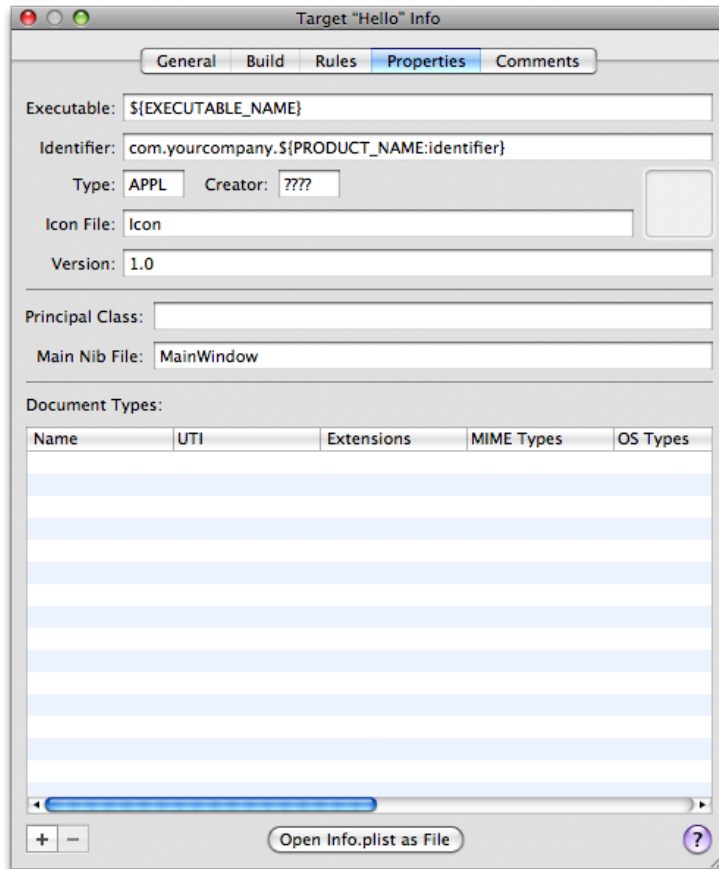 Target “Hello” Info
General Build Rules Properties Comments
Executable: ${EXECUTABLE_NAME}
Identifier: com.yourcompany.${PRODUCT_NAME:identifier}
Type: APPL Creator: ????
Icon File: Icon
Version: 1.0
Principal Class:
Main Nib File: MainWindow
Document Types:
Name UTI Extensions MIME Types OS Types
+ − Open Info.plist as File ?